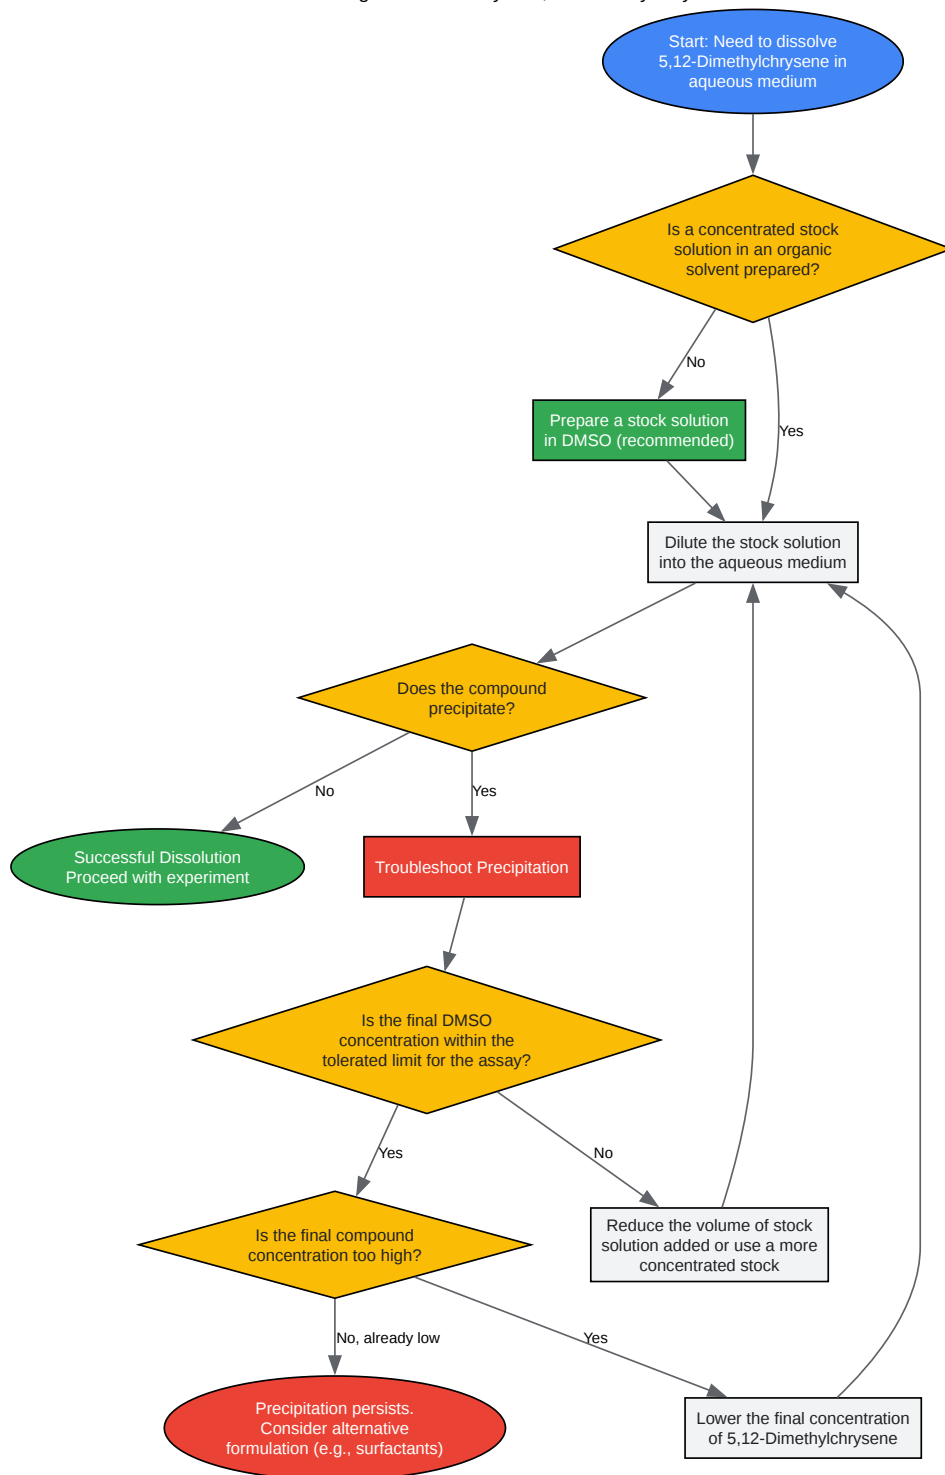 Start: Need to dissolve
5,12-Dimethylchrysene in
aqueous medium
Is a concentrated stock
solution in an organic
solvent prepared?
No
Yes
Prepare a stock solution
in DMSO (recommended)
Dilute the stock solution
into the aqueous medium
Does the compound
precipitate?
No
Yes
Successful Dissolution
Proceed with experiment
Troubleshoot Precipitation
Is the final DMSO
concentration within the
tolerated limit for the assay?
Yes
No
Is the final compound
concentration too high?
Reduce the volume of stock
solution added or use a more
concentrated stock
No, already low
Yes
Precipitation persists.
Consider alternative
formulation (e.g., surfactants)
Lower the final concentration
of 5,12-Dimethylchrysene